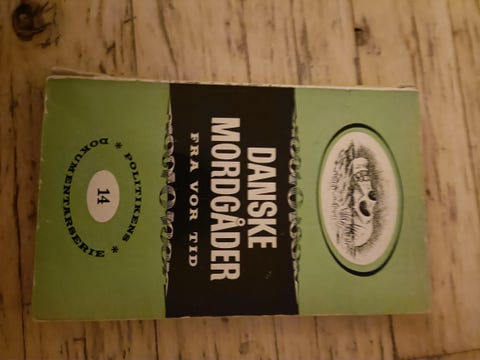 DANSKE
MORDGÅDER
FRA VOR TID
* POLITIKENS *
DOKUMENTARSERIE
14